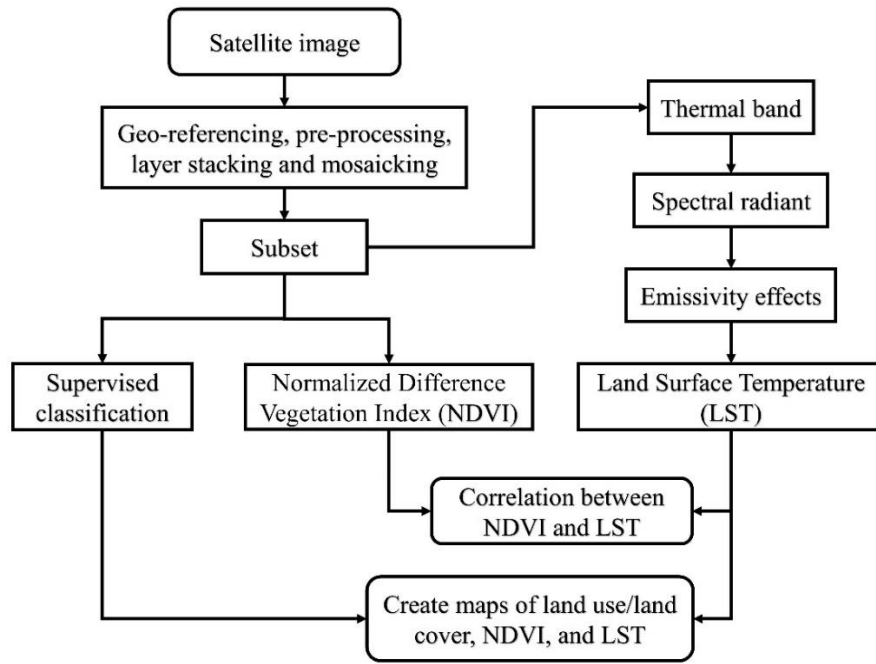 Satellite image
Geo-referencing, pre-processing,
layer stacking and mosaicking
Subset
Thermal band
Spectral radiant
Emissivity effects
Supervised
classification
Normalized Difference
Vegetation Index (NDVI)
Land Surface Temperature
(LST)
Correlation between
NDVI and LST
Create maps of land use/land
cover, NDVI, and LST